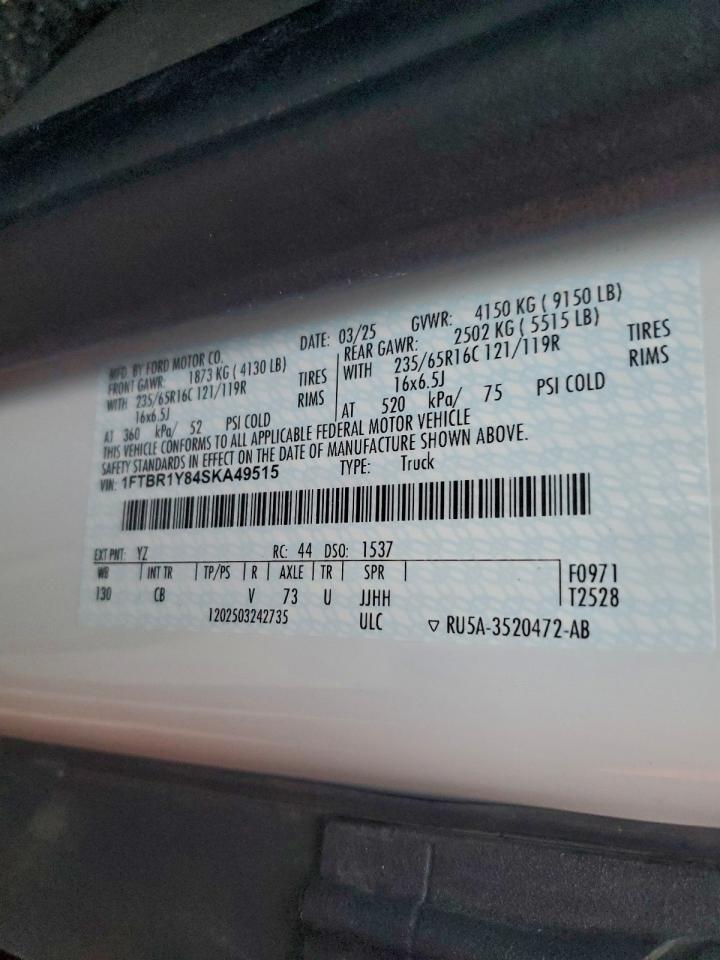 MFD. BY FORD MOTOR CO.
DATE: 03/25 GVWR: 4150 KG ( 9150 LB)
FRONT GAWR: 1873 KG ( 4130 LB)
WITH 235/65R16C 121/119R TIRES
16x6.5J RIMS
AT 360 kPa/ 52 PSI COLD
REAR GAWR: 2502 KG ( 5515 LB)
WITH 235/65R16C 121/119R TIRES
16x6.5J RIMS
AT 520 kPa/ 75 PSI COLD
THIS VEHICLE CONFORMS TO ALL APPLICABLE FEDERAL MOTOR VEHICLE
SAFETY STANDARDS IN EFFECT ON THE DATE OF MANUFACTURE SHOWN ABOVE.
VIN: 1FTBR1Y84SKA49515 TYPE: Truck
EXT PNT: YZ RC: 44 DSO: 1537
WB | INT TR | TP/PS | R | AXLE | TR | SPR | F0971
130 CB V 73 U JJHH T2528
1202503242735 ULC ▽ RU5A-3520472-AB